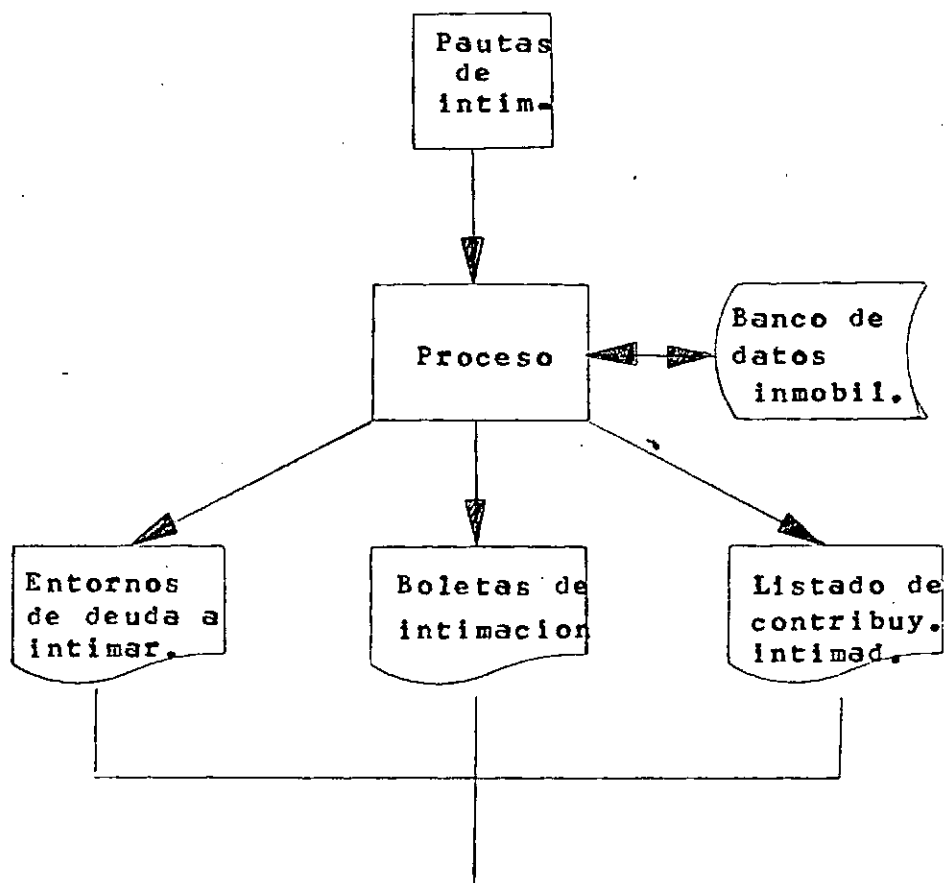 Pautas
de
intim.
Proceso
Banco de
datos
inmobil.
Entornos
de deuda a
intimar.
Boletas de
intimacion
Listado de
contribuy.
intimad.